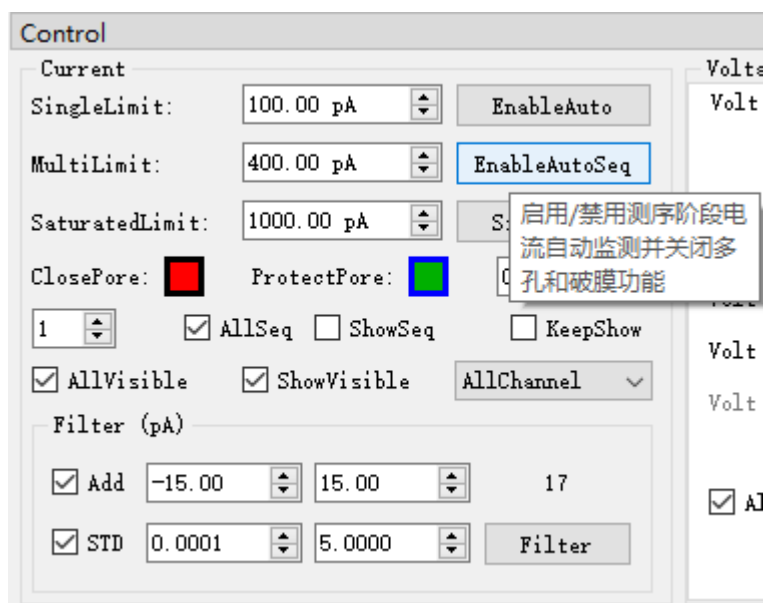 Control
Current
Volta
SingleLimit: 100.00 pA EnableAuto Volt
MultiLimit: 400.00 pA EnableAutoSeq
SaturatedLimit: 1000.00 pA
启用/禁用测序阶段电
流自动监测并关闭多
孔和破膜功能
ClosePore: ProtectPore:
1 AllSeq ShowSeq KeepShow
Volt
AllVisible ShowVisible AllChannel
Volt
Filter (pA)
Add -15.00 15.00 17
STD 0.0001 5.0000 Filter